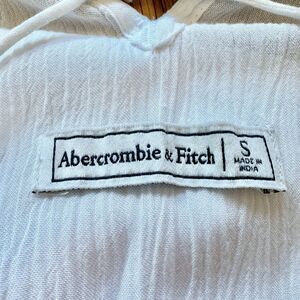 Abercrombie & Fitch
S
MADE IN
INDIA